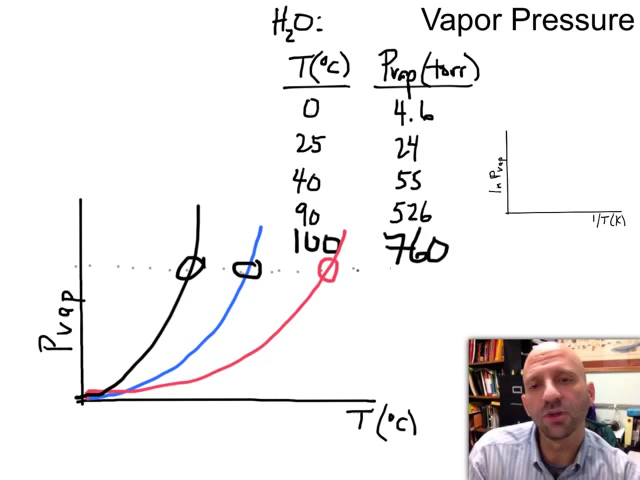 H₂O:
Vapor Pressure
T(°C) Pvap(torr)
0 4.6
25 24
40 55
90 526
100 760
ln Pvap
1/T(K)
Pvap
T(°C)